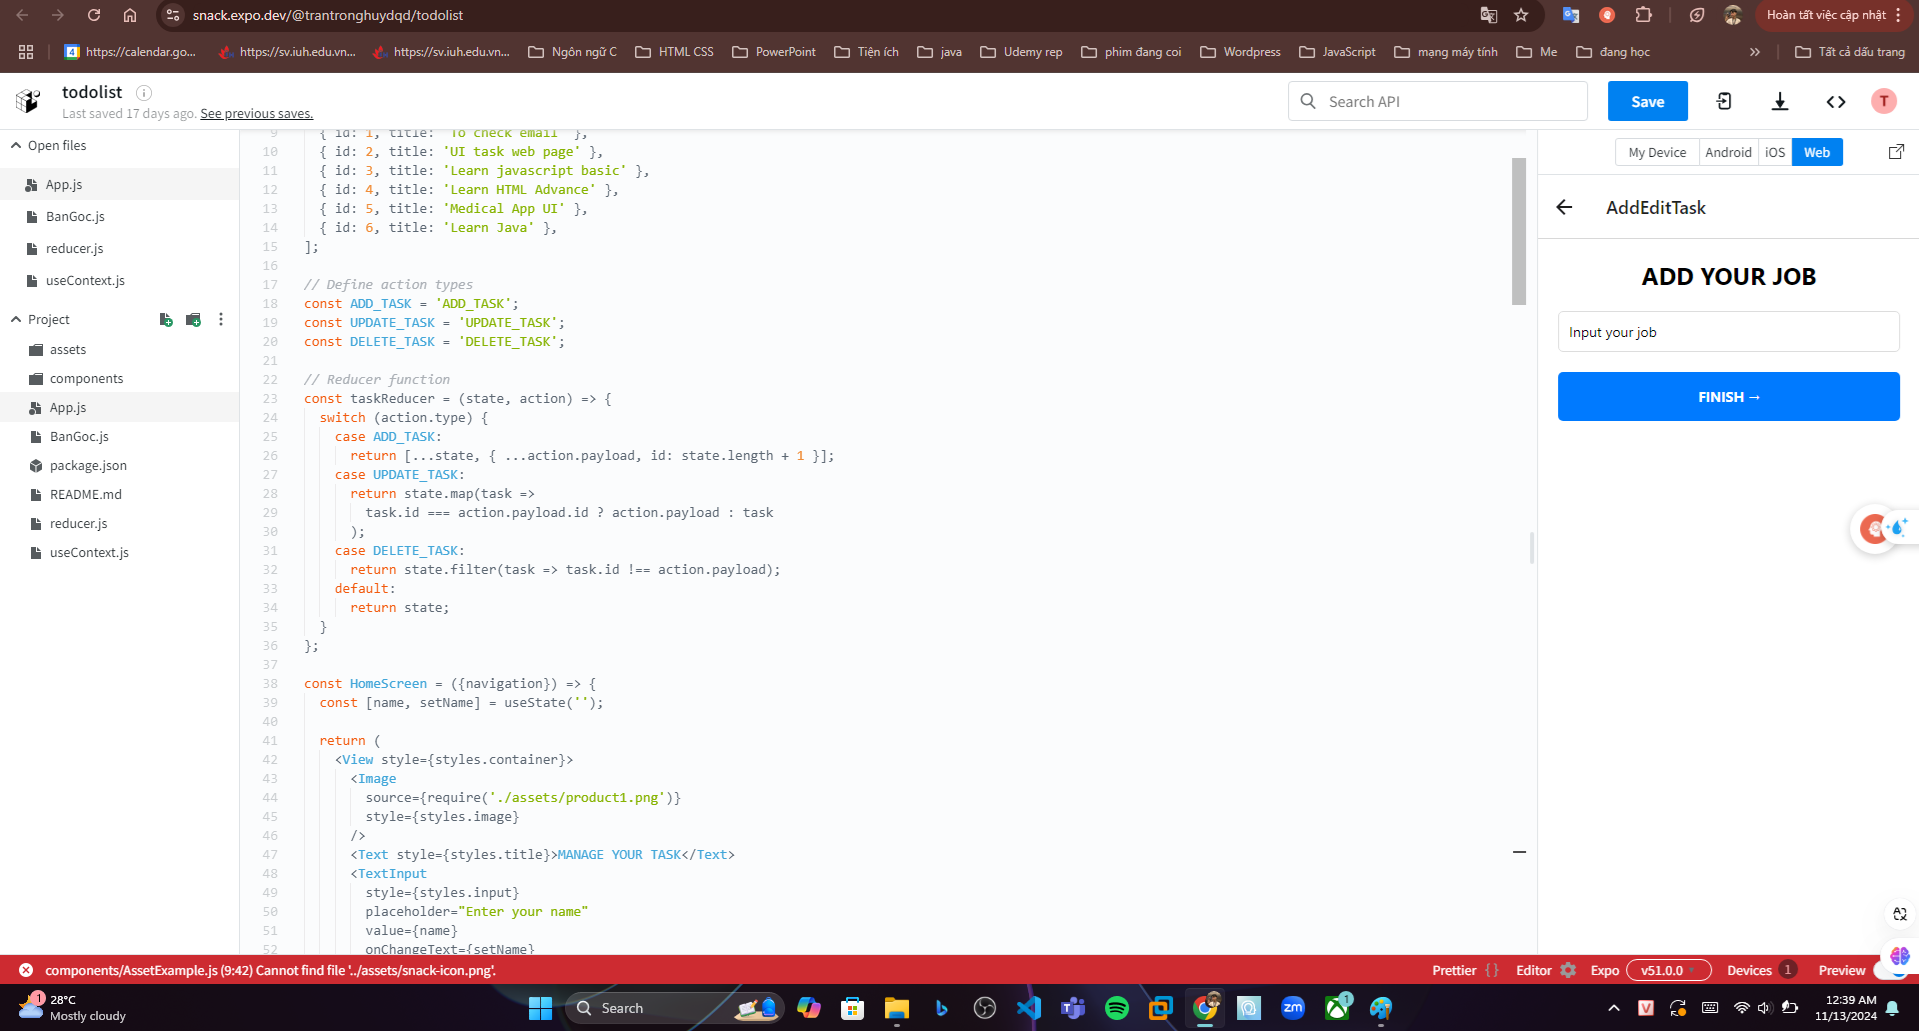 snack.expo.dev/@trantronghuydqd/todolist
Hoàn tất việc cập nhật
https://calendar.go...
https://sv.iuh.edu.vn...
https://sv.iuh.edu.vn...
Ngôn ngữ C
HTML CSS
PowerPoint
Tiện ích
java
Udemy rep
phim đang coi
Wordpress
JavaScript
mạng máy tính
Me
đang học
Tất cả dấu trang
todolist
Last saved 17 days ago. See previous saves.
Search API
Save
T
Open files
App.js
BanGoc.js
reducer.js
useContext.js
Project
assets
components
App.js
BanGoc.js
package.json
README.md
reducer.js
useContext.js
9 { id: 1, title: 'To check email' },
10 { id: 2, title: 'UI task web page' },
11 { id: 3, title: 'Learn javascript basic' },
12 { id: 4, title: 'Learn HTML Advance' },
13 { id: 5, title: 'Medical App UI' },
14 { id: 6, title: 'Learn Java' },
15 ];
16
17 // Define action types
18 const ADD_TASK = 'ADD_TASK';
19 const UPDATE_TASK = 'UPDATE_TASK';
20 const DELETE_TASK = 'DELETE_TASK';
21
22 // Reducer function
23 const taskReducer = (state, action) => {
24 switch (action.type) {
25 case ADD_TASK:
26 return [...state, { ...action.payload, id: state.length + 1 }];
27 case UPDATE_TASK:
28 return state.map(task =>
29 task.id === action.payload.id ? action.payload : task
30 );
31 case DELETE_TASK:
32 return state.filter(task => task.id !== action.payload);
33 default:
34 return state;
35 }
36 };
37
38 const HomeScreen = ({navigation}) => {
39 const [name, setName] = useState('');
40
41 return (
42 <View style={styles.container}>
43 <Image
44 source={require('./assets/product1.png')}
45 style={styles.image}
46 />
47 <Text style={styles.title}>MANAGE YOUR TASK</Text>
48 <TextInput
49 style={styles.input}
50 placeholder="Enter your name"
51 value={name}
52 onChangeText={setName}
My Device
Android
iOS
Web
AddEditTask
ADD YOUR JOB
Input your job
FINISH →
components/AssetExample.js (9:42) Cannot find file '../assets/snack-icon.png'.
Prettier { }
Editor
Expo
v51.0.0
Devices 1
Preview
1
28°C
Mostly cloudy
Search
zm
1
V
12:39 AM
11/13/2024